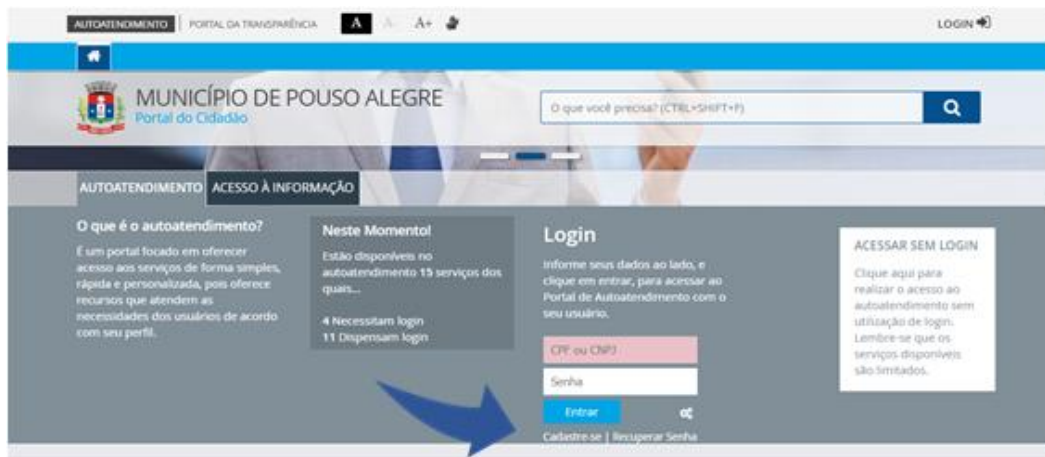 AUTOATENDIMENTO | PORTAL DA TRANSPARÊNCIA A A- A+ LOGIN
MUNICÍPIO DE POUSO ALEGRE
Portal do Cidadão
O que você precisa? (CTRL+SHIFT+F)
AUTOATENDIMENTO ACESSO À INFORMAÇÃO
O que é o autoatendimento?
É um portal focado em oferecer
acesso aos serviços de forma simples,
rápida e personalizada, pois oferece
recursos que atendem as
necessidades dos usuários de acordo
com seu perfil.
Neste Momento!
Estão disponíveis no
autoatendimento 15 serviços dos
quais...
4 Necessitam login
11 Dispensam login
Login
Informe seus dados ao lado, e
clique em entrar, para acessar ao
Portal de Autoatendimento com o
seu usuário.
CPF ou CNPJ
Senha
Entrar
Cadastre-se | Recuperar Senha
ACESSAR SEM LOGIN
Clique aqui para
realizar o acesso ao
autoatendimento sem
utilização de login.
Lembre-se que os
serviços disponíveis
são limitados.